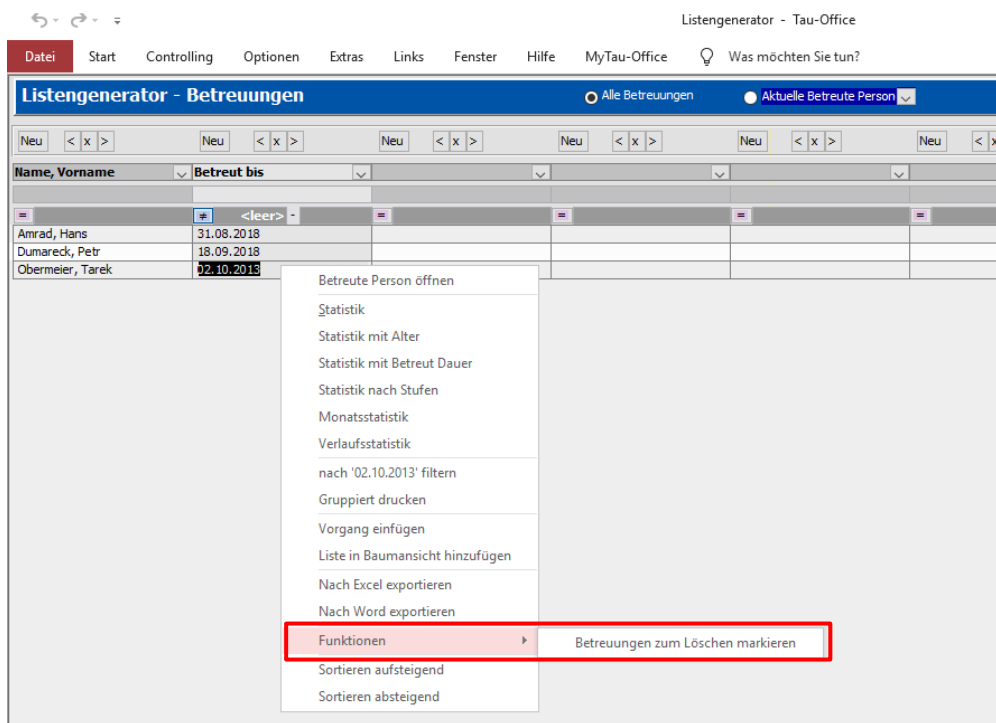 Listengenerator - Tau-Office
Datei Start Controlling Optionen Extras Links Fenster Hilfe MyTau-Office Was möchten Sie tun?
Listengenerator - Betreuungen Alle Betreuungen Aktuelle Betreute Person
Neu < x > Neu < x > Neu < x > Neu < x > Neu < x > Neu < x
Name, Vorname Betreut bis
= ≠ <leer> - = = = =
Amrad, Hans 31.08.2018
Dumareck, Petr 18.09.2018
Obermeier, Tarek 02.10.2013
Betreute Person öffnen
Statistik
Statistik mit Alter
Statistik mit Betreut Dauer
Statistik nach Stufen
Monatsstatistik
Verlaufsstatistik
nach '02.10.2013' filtern
Gruppiert drucken
Vorgang einfügen
Liste in Baumansicht hinzufügen
Nach Excel exportieren
Nach Word exportieren
Funktionen Betreuungen zum Löschen markieren
Sortieren aufsteigend
Sortieren absteigend